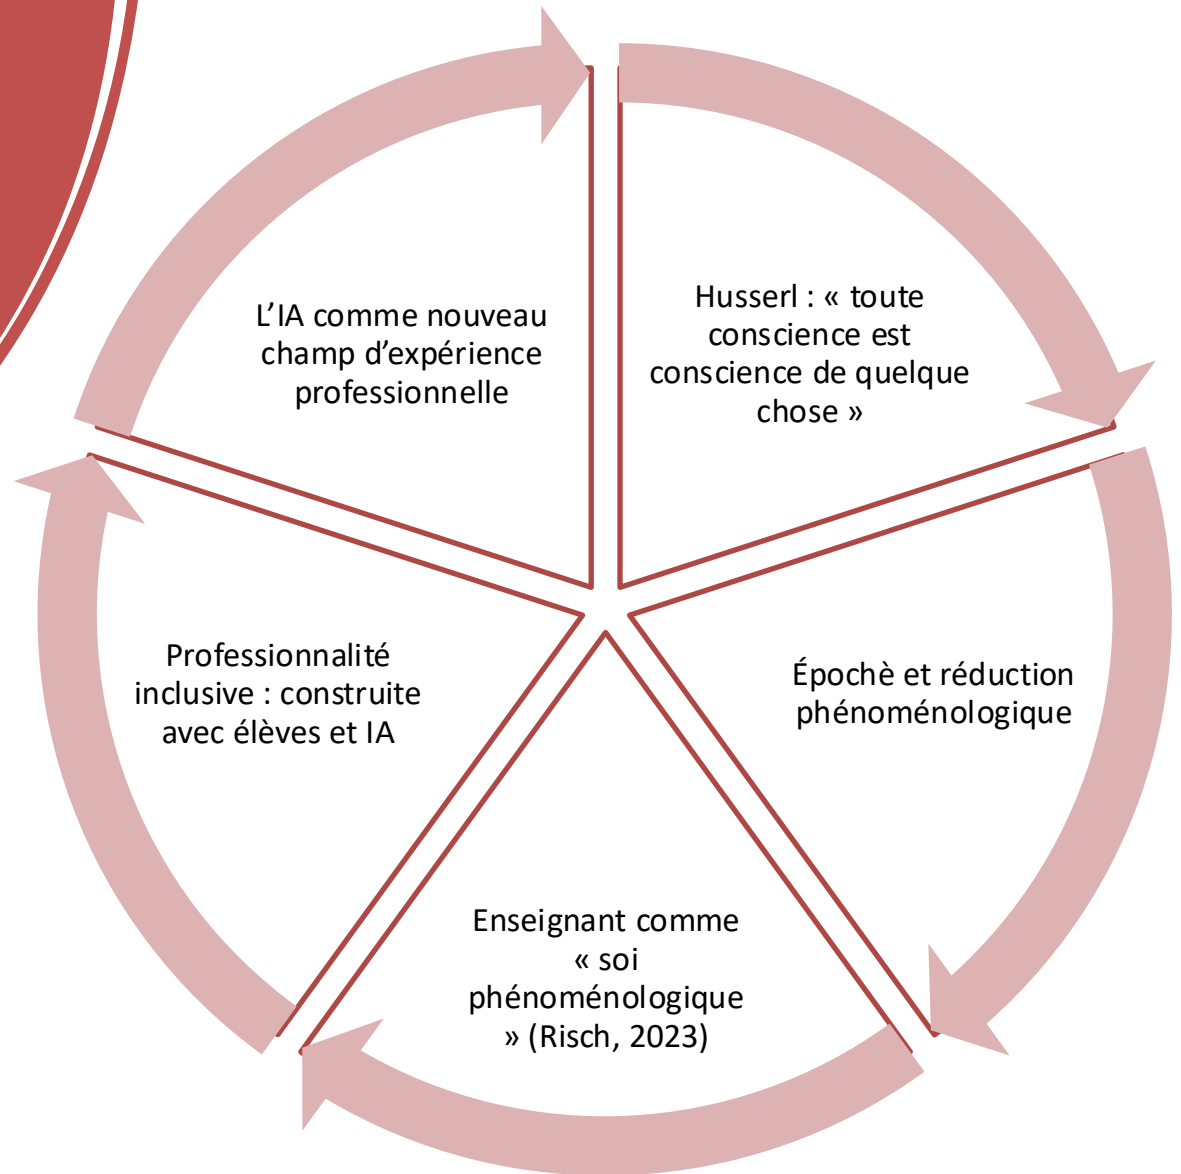 Husserl : « toute
conscience est
conscience de quelque
chose »
Épochè et réduction
phénoménologique
Enseignant comme
« soi
phénoménologique
» (Risch, 2023)
Professionnalité
inclusive : construite
avec élèves et IA
L’IA comme nouveau
champ d’expérience
professionnelle